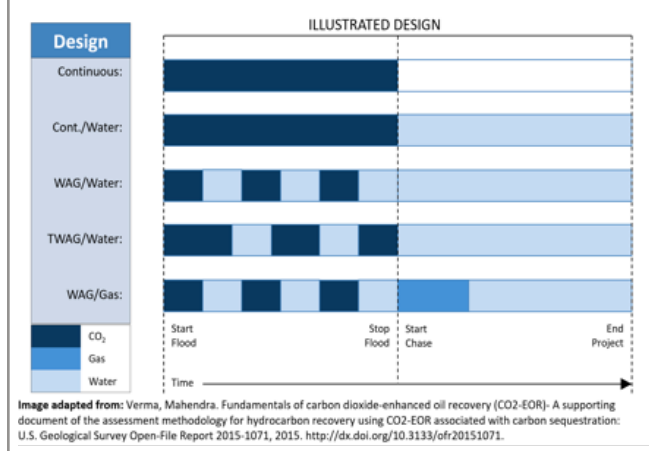 ILLUSTRATED DESIGN
Design
Continuous:
Cont./Water:
WAG/Water:
TWAG/Water:
WAG/Gas:
CO₂
Gas
Water
Start
Flood
Stop
Flood
Start
Chase
End
Project
Time
Image adapted from: Verma, Mahendra. Fundamentals of carbon dioxide-enhanced oil recovery (CO2-EOR)- A supporting
document of the assessment methodology for hydrocarbon recovery using CO2-EOR associated with carbon sequestration:
U.S. Geological Survey Open-File Report 2015-1071, 2015. http://dx.doi.org/10.3133/ofr20151071.